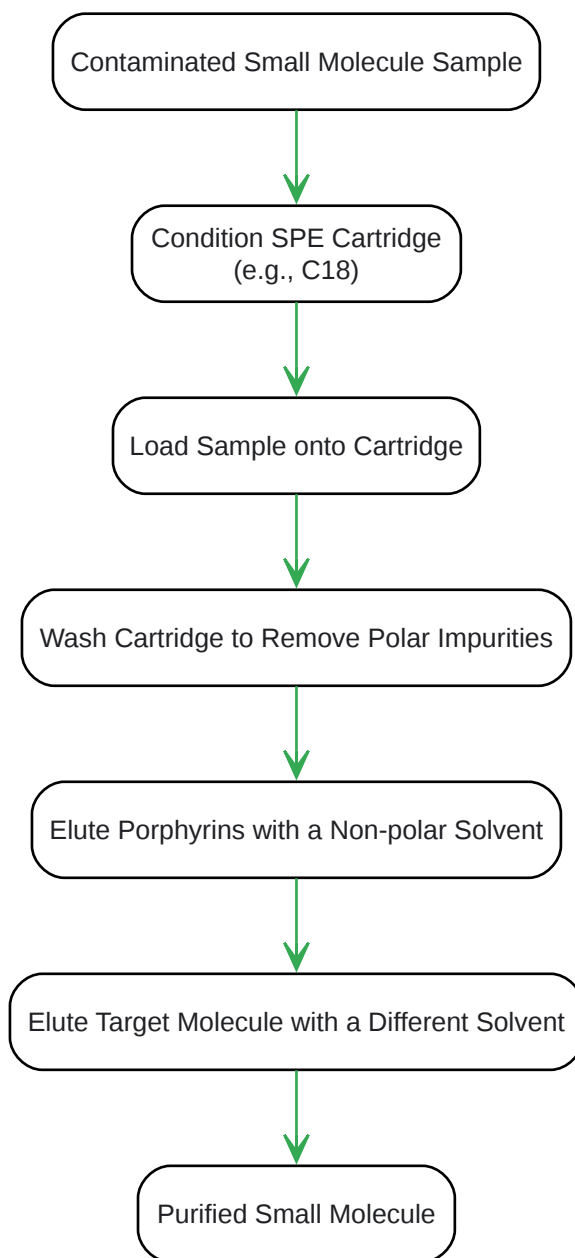 Contaminated Small Molecule Sample
Condition SPE Cartridge
(e.g., C18)
Load Sample onto Cartridge
Wash Cartridge to Remove Polar Impurities
Elute Porphyrins with a Non-polar Solvent
Elute Target Molecule with a Different Solvent
Purified Small Molecule